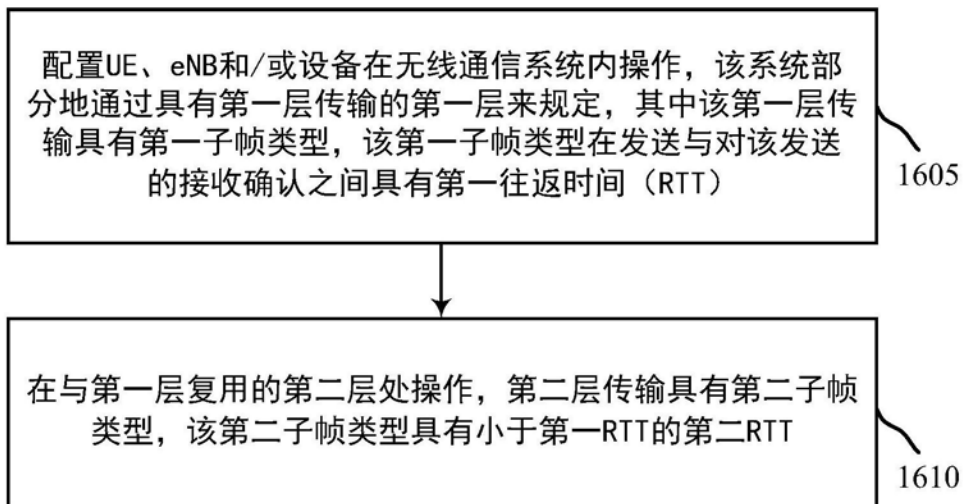 配置UE、eNB和/或设备在无线通信系统内操作，该系统部
分地通过具有第一层传输的第一层来规定，其中该第一层传
输具有第一子帧类型，该第一子帧类型在发送与对该发送
的接收确认之间具有第一往返时间（RTT）
1605
在与第一层复用的第二层处操作，第二层传输具有第二子帧
类型，该第二子帧类型具有小于第一RTT的第二RTT
1610